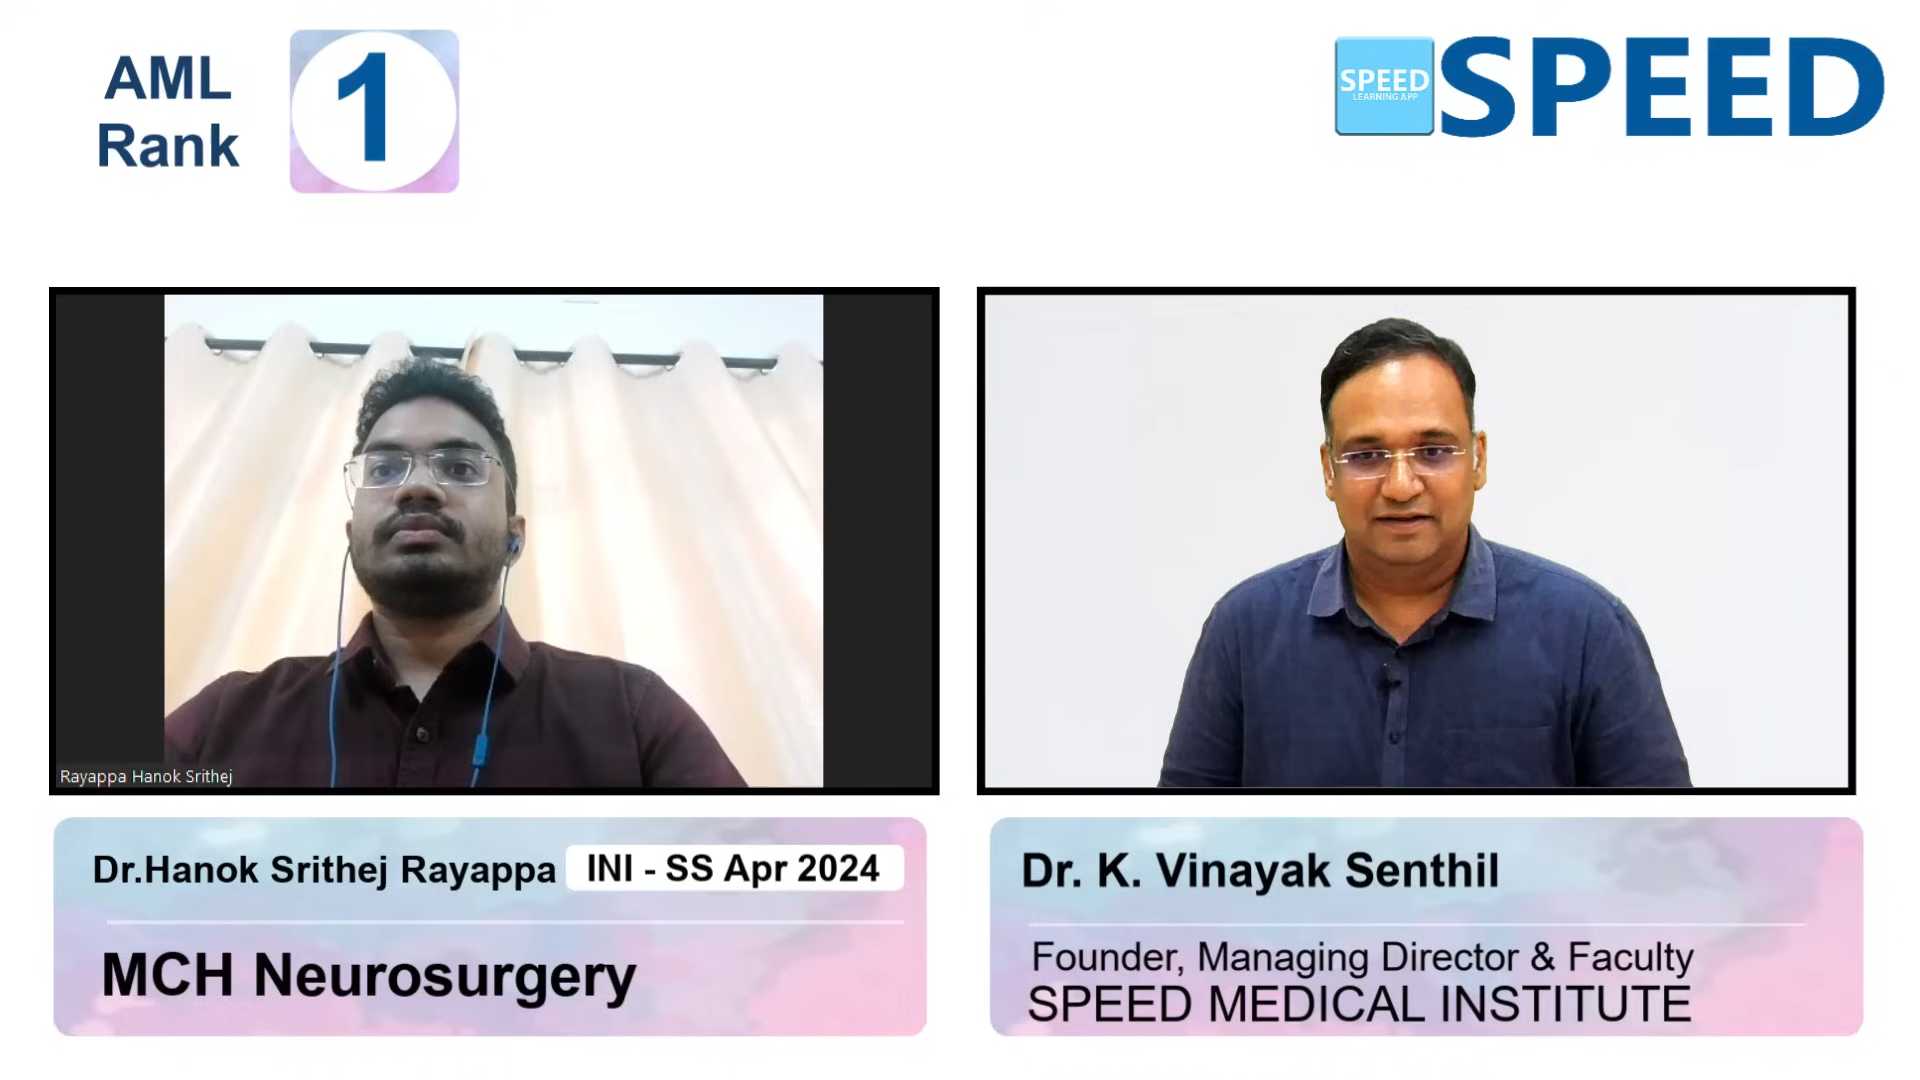 AML
Rank
1
SPEED
LEARNING APP
SPEED
Rayappa Hanok Srithej
Dr.Hanok Srithej Rayappa
INI - SS Apr 2024
MCH Neurosurgery
Dr. K. Vinayak Senthil
Founder, Managing Director & Faculty
SPEED MEDICAL INSTITUTE